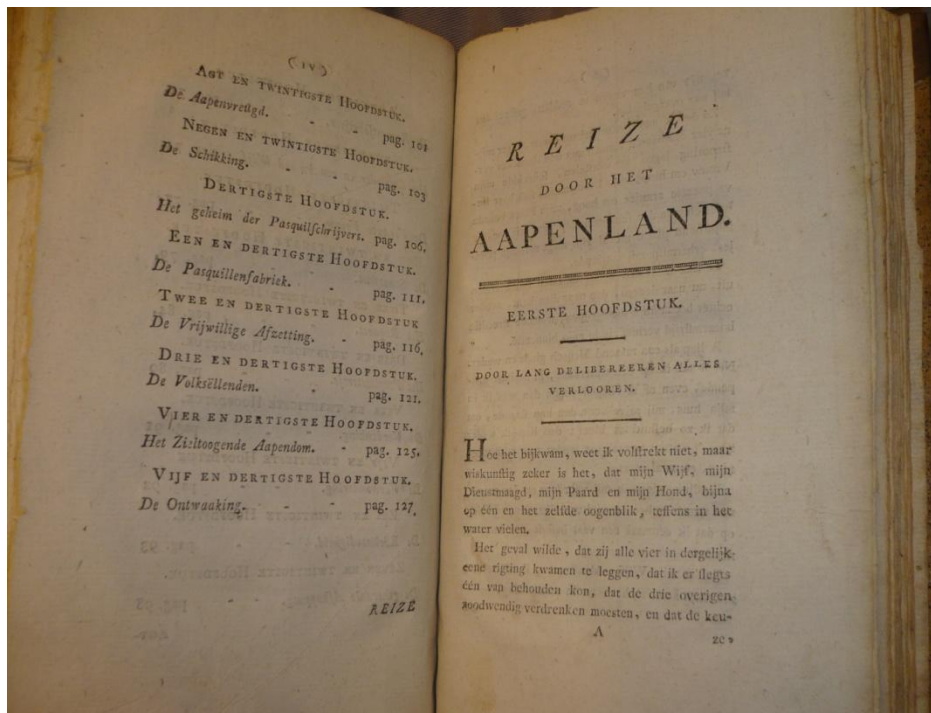 (IV)
AGT EN TWINTIGSTE HOOFDSTUK.
De Aapenvreugd. - - pag. 101
NEGEN EN TWINTIGSTE HOOFDSTUK.
De Schikking. - - pag. 103
DERTIGSTE HOOFDSTUK.
Het geheim der Pasquilschrijvers. pag. 106.
EEN EN DERTIGSTE HOOFDSTUK.
De Pasquillenfabriek. - pag. 111.
TWEE EN DERTIGSTE HOOFDSTUK
De Vrijwillige Afzetting. - pag. 116.
DRIE EN DERTIGSTE HOOFDSTUK.
De Volksëllenden. - pag. 121.
VIER EN DERTIGSTE HOOFDSTUK.
Het Zieltoogende Aapendom. - pag. 125.
VIJF EN DERTIGSTE HOOFDSTUK.
De Ontwaaking. - - pag. 127.
REIZE
REIZE
DOOR HET
AAPENLAND.
EERSTE HOOFDSTUK.
DOOR LANG DELIBEREEREN ALLES
VERLOOREN.
Hoe het bijkwam, weet ik volstrekt niet, maar
wiskunstig zeker is het, dat mijn Wijf, mijn
Dienstmaagd, mijn Paard en mijn Hond, bijna
op één en het zelfde oogenblik, teffens in het
water vielen.
Het geval wilde, dat zij alle vier in dergelijk-
eene rigting kwamen te leggen, dat ik er slegts
één van behouden kon, dat de drie overigen
noodwendig verdrenken moesten, en dat de keu-
A
ze